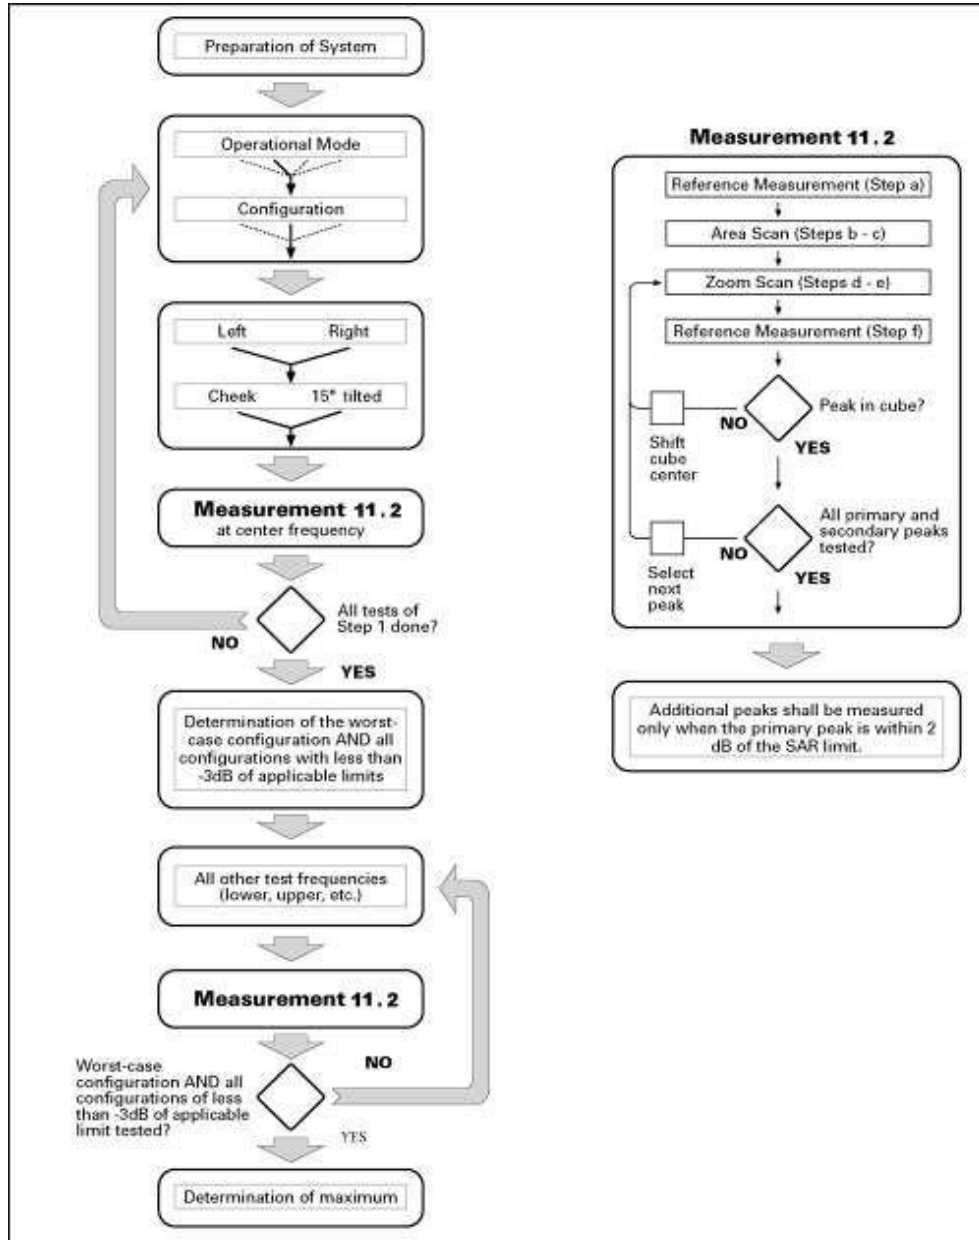 Preparation of System
Operational Mode
Configuration
Left Right
Cheek 15° tilted
Measurement 11.2
at center frequency
All tests of
Step 1 done?
NO
YES
Determination of the worst-
case configuration AND all
configurations with less than
-3dB of applicable limits
All other test frequencies
(lower, upper, etc.)
Measurement 11.2
NO
Worst-case
configuration AND all
configurations of less
than -3dB of applicable
limit tested?
YES
Determination of maximum
Measurement 11.2
Reference Measurement (Step a)
Area Scan (Steps b - c)
Zoom Scan (Steps d - e)
Reference Measurement (Step f)
Peak in cube?
NO
YES
Shift
cube
center
All primary and
secondary peaks
tested?
NO
YES
Select
next
peak
Additional peaks shall be measured
only when the primary peak is within 2
dB of the SAR limit.